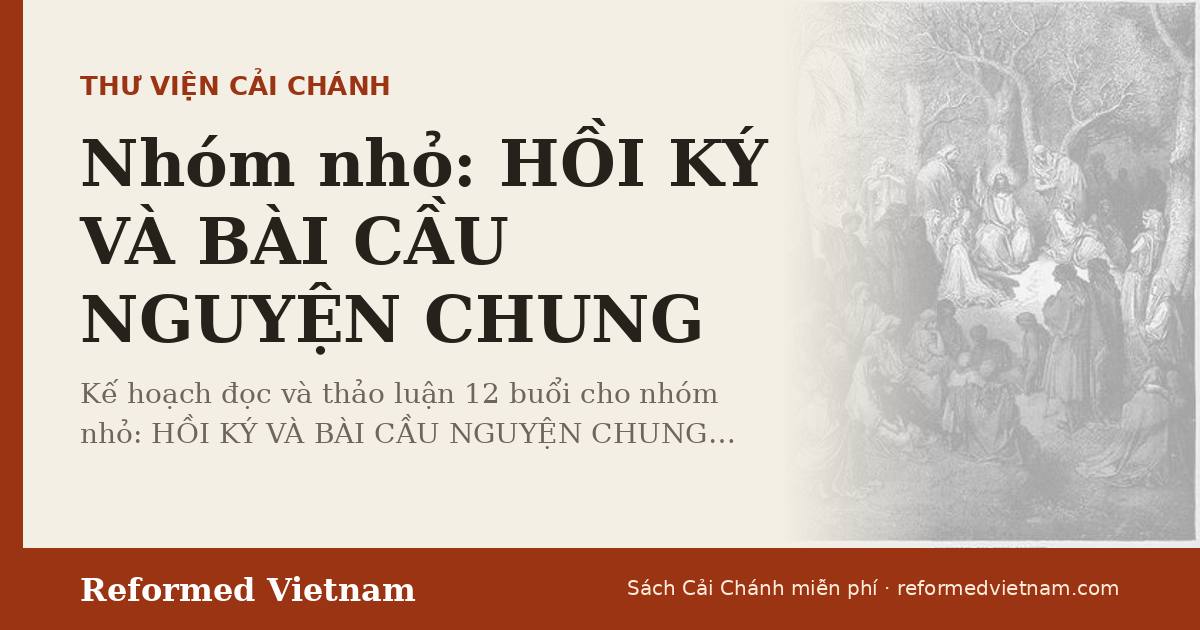 THƯ VIỆN CẢI CHÁNH
Nhóm nhỏ: HỒI KÝ
VÀ BÀI CẦU
NGUYỆN CHUNG
Kế hoạch đọc và thảo luận 12 buổi cho nhóm
nhỏ: HỒI KÝ VÀ BÀI CẦU NGUYỆN CHUNG...
Reformed Vietnam
Sách Cải Chánh miễn phí · reformedvietnam.com